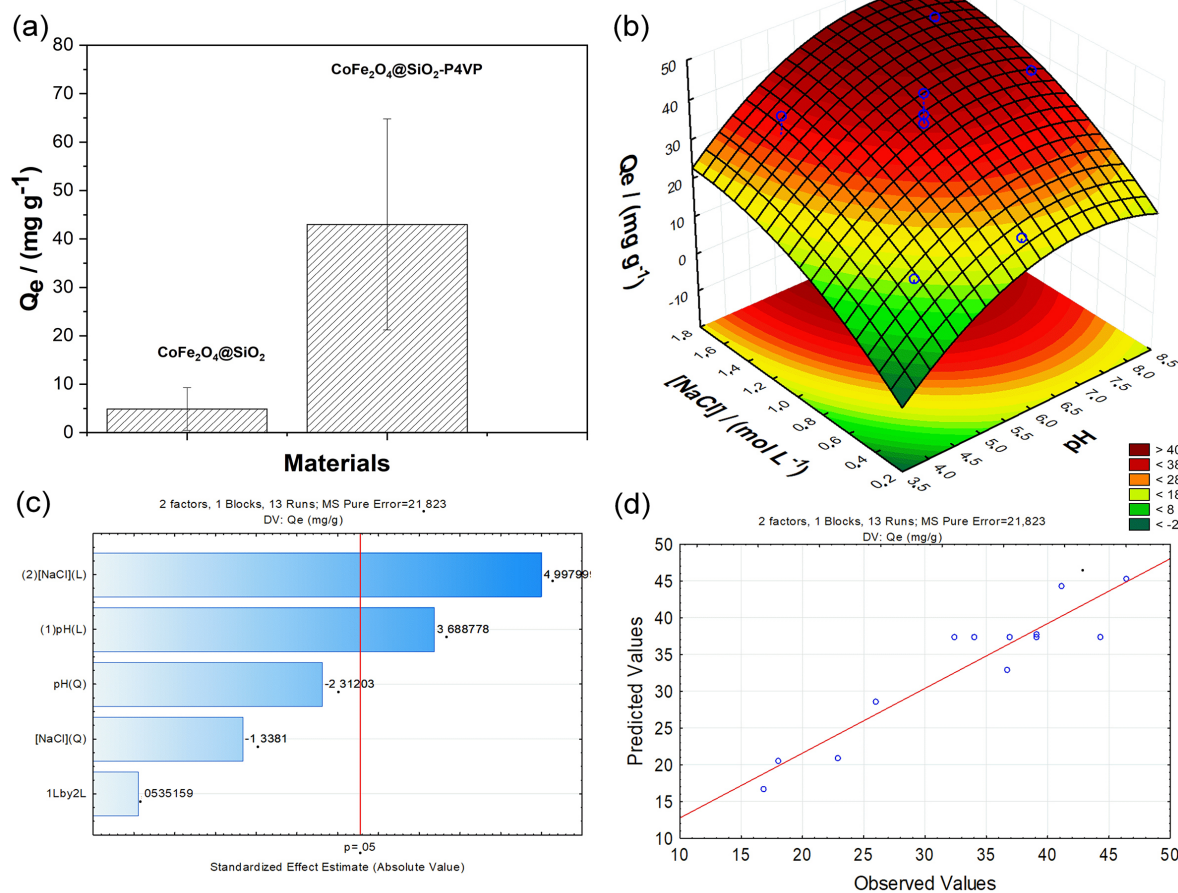 (a)
80
70
60
50
40
30
20
10
0
Qe / (mg g-1)
CoFe2O4@SiO2-P4VP
CoFe2O4@SiO2
Materials
(b)
50
40
30
20
10
0
-10
Qe / (mg g-1)
1.8
1.6
1.4
1.2
1.0
0.8
0.6
0.4
0.2
[NaCl] / (mol L-1)
3.5
4.0
4.5
5.0
5.5
6.0
6.5
7.0
7.5
8.0
8.5
pH
> 40
< 38
< 28
< 18
< 8
< -2
(c)
2 factors, 1 Blocks, 13 Runs; MS Pure Error=21,823
DV: Qe (mg/g)
(2)[NaCl](L)
4.997999
(1)pH(L)
3.688778
pH(Q)
-2.31203
[NaCl](Q)
-1.3381
1Lby2L
.0535159
p=.05
Standardized Effect Estimate (Absolute Value)
(d)
2 factors, 1 Blocks, 13 Runs; MS Pure Error=21,823
DV: Qe (mg/g)
50
45
40
35
30
25
20
15
10
Predicted Values
10 15 20 25 30 35 40 45 50
Observed Values